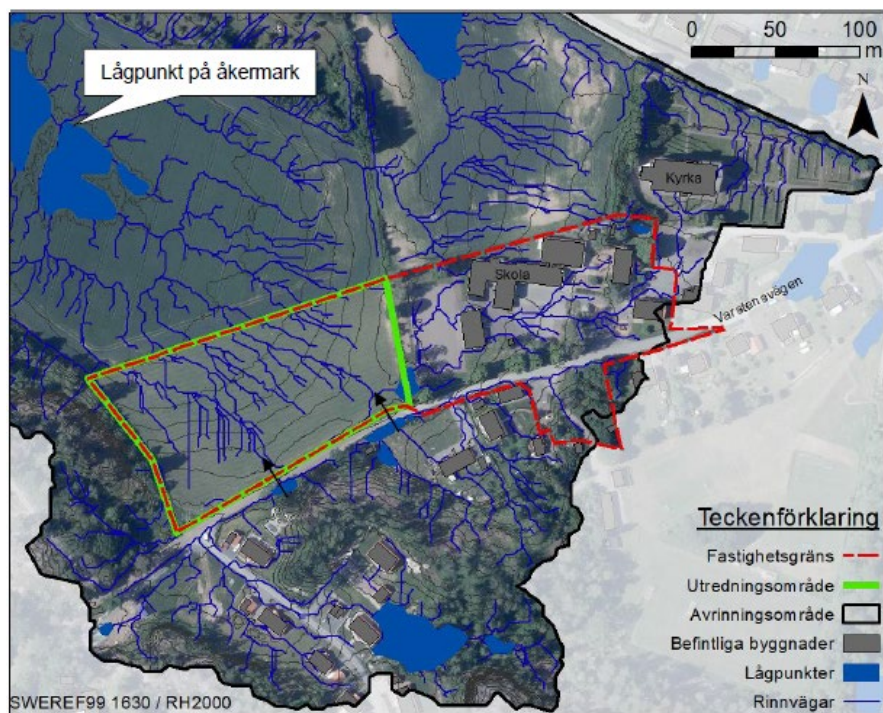 0 50 100
m
Lågpunkt på åkermark
N
Kyrka
Skola
Varstensvägen
Teckenförklaring
Fastighetsgräns
Utredningsområde
Avrinningsområde
Befintliga byggnader
Lågpunkter
Rinnvägar
SWEREF99 1630 / RH2000